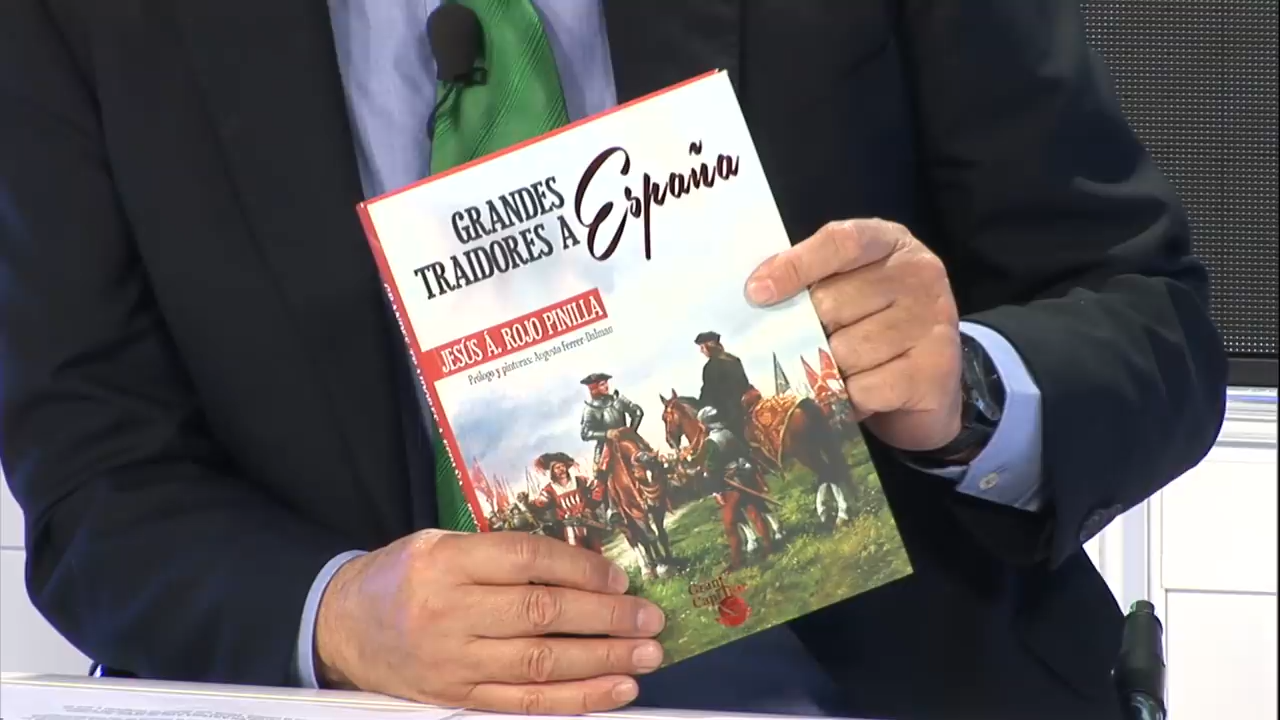 GRANDES
TRAIDORES A España
JESÚS Á. ROJO PINILLA
Prólogo y pinturas: Augusto Ferrer-Dalmau